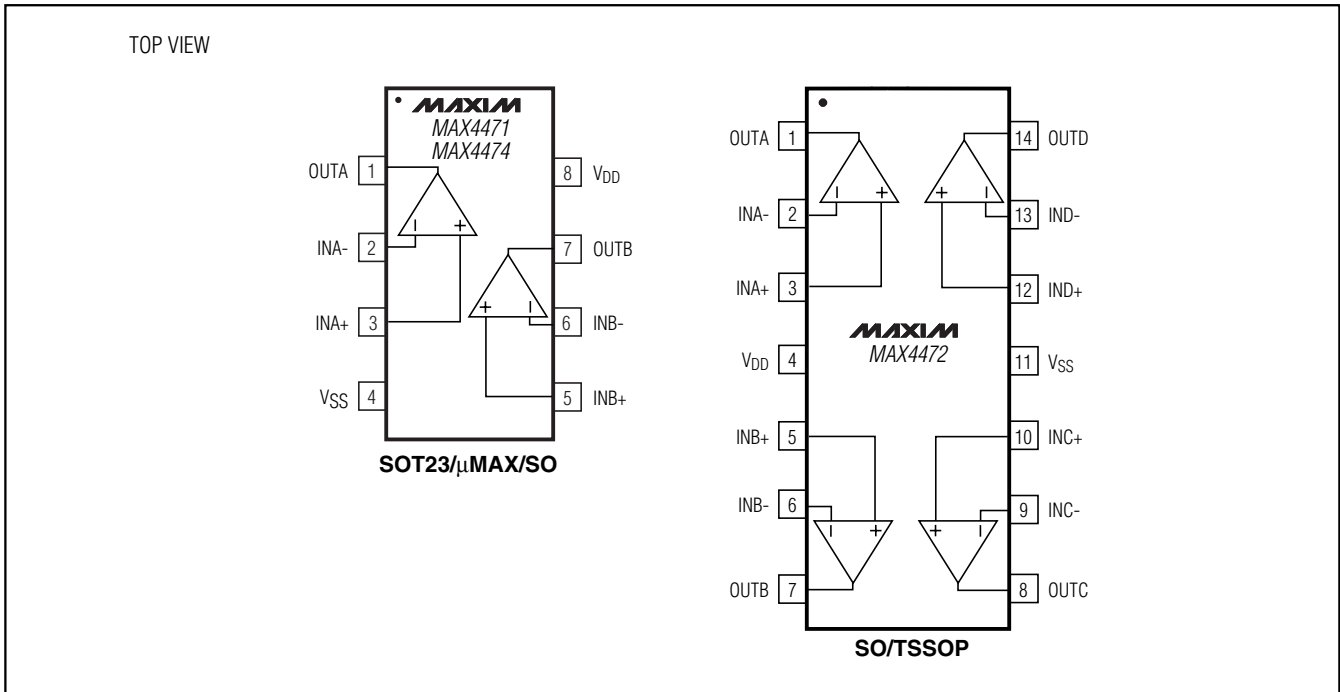 TOP VIEW
MAXIM
MAX4471
MAX4474
OUTA 1
8 VDD
INA- 2
7 OUTB
INA+ 3
6 INB-
VSS 4
5 INB+
- +
+ -
SOT23/μMAX/SO
OUTA 1
14 OUTD
- +
+ -
INA- 2
13 IND-
INA+ 3
12 IND+
MAXIM
MAX4472
VDD 4
11 VSS
INB+ 5
10 INC+
INB- 6
9 INC-
- +
+ -
OUTB 7
8 OUTC
SO/TSSOP